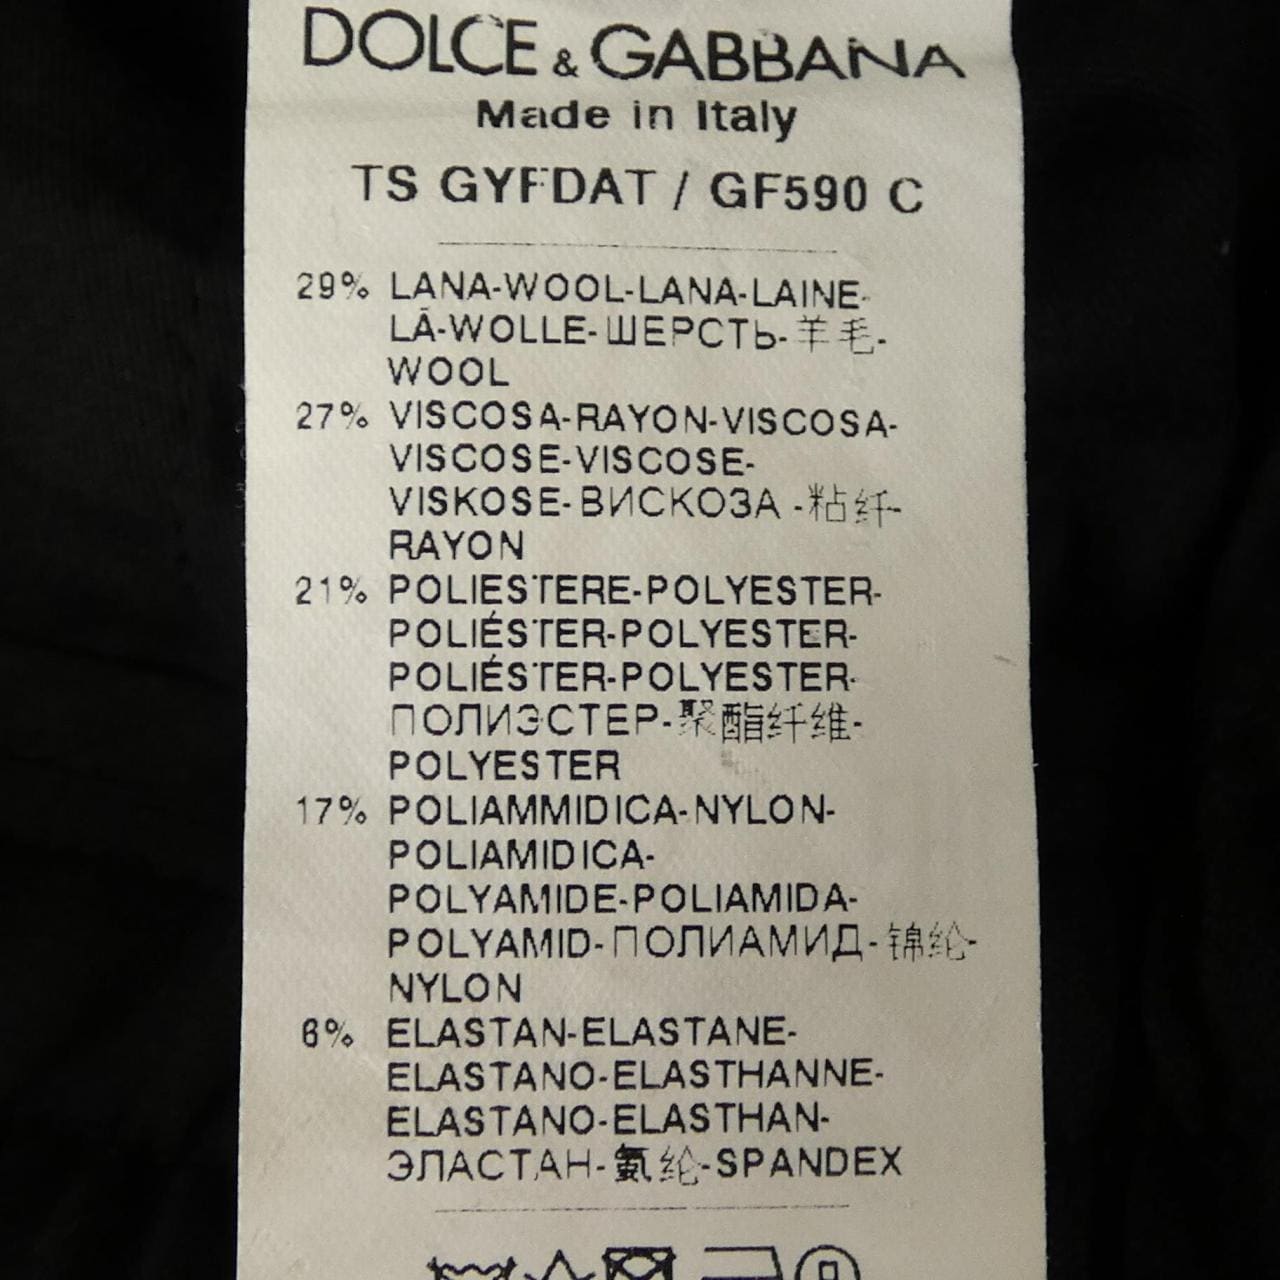 DOLCE & GABBANA
Made in Italy
TS GYFDAT / GF590 C
29% LANA-WOOL-LANA-LAINE-
LÃ-WOLLE-ШЕРСТЬ-羊毛-
WOOL
27% VISCOSA-RAYON-VISCOSA-
VISCOSE-VISCOSE-
VISKOSE-ВИСКОЗА -粘纤-
RAYON
21% POLIESTERE-POLYESTER-
POLIÉSTER-POLYESTER-
POLIÉSTER-POLYESTER-
ПОЛИЭСТЕР-聚酯纤维-
POLYESTER
17% POLIAMMIDICA-NYLON-
POLIAMIDICA-
POLYAMIDE-POLIAMIDA-
POLYAMID-ПОЛИАМИД-锦纶-
NYLON
6% ELASTAN-ELASTANE-
ELASTANO-ELASTHANNE-
ELASTANO-ELASTHAN-
ЭЛАСТАН-氨纶-SPANDEX